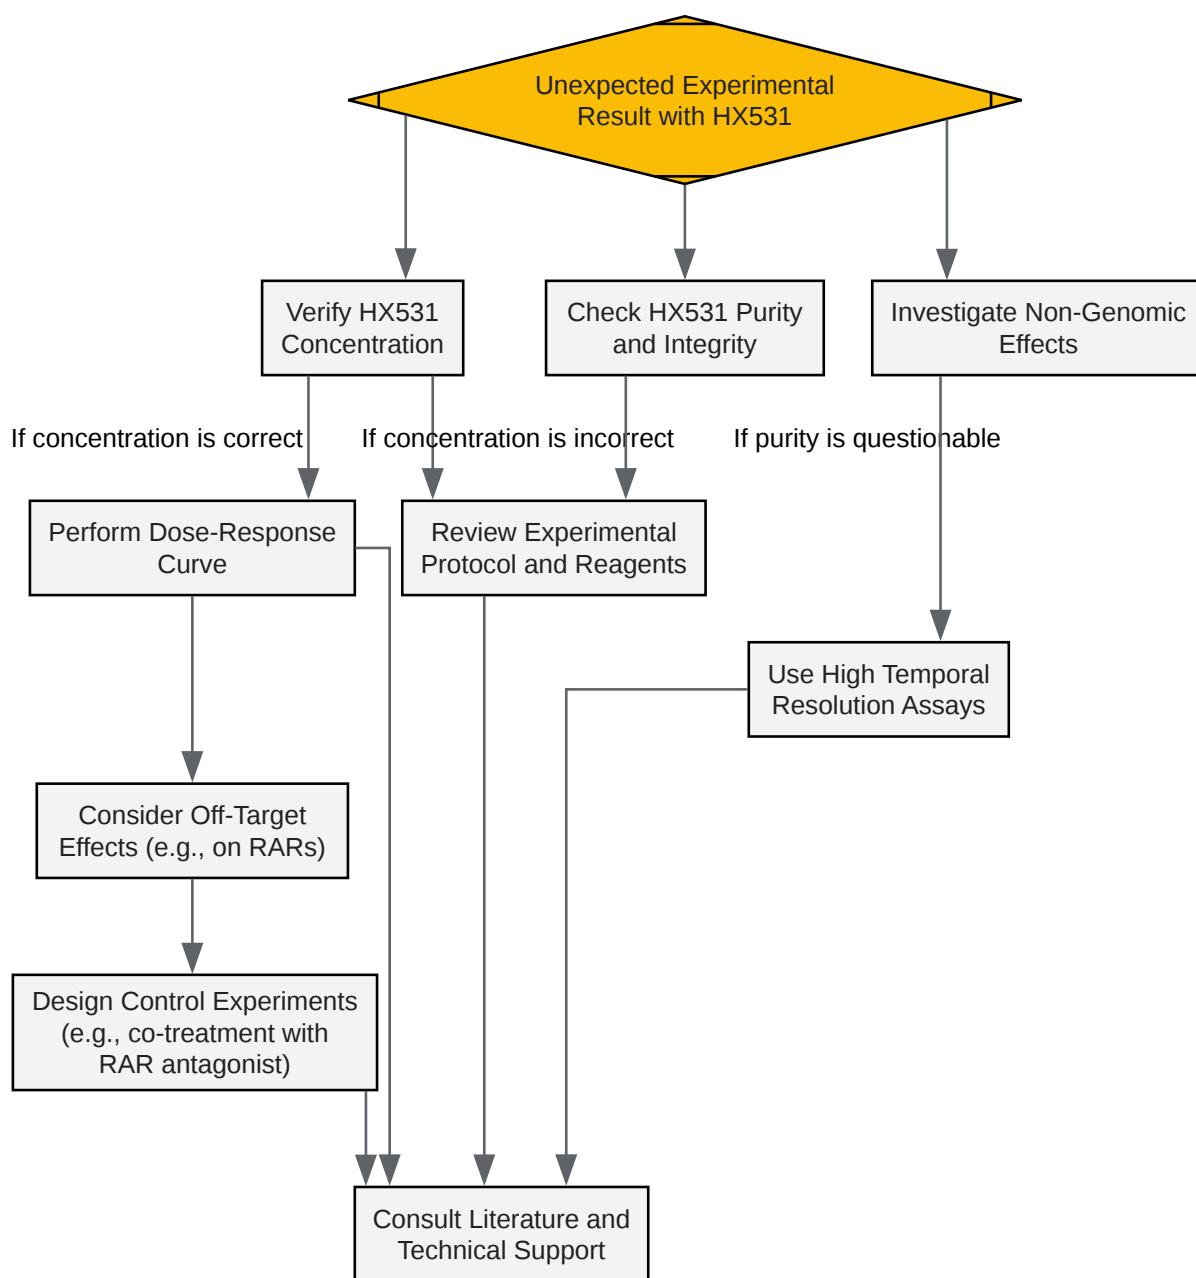 Unexpected Experimental
Result with HX531
Verify HX531
Concentration
Check HX531 Purity
and Integrity
Investigate Non-Genomic
Effects
If concentration is correct
If concentration is incorrect
If purity is questionable
Perform Dose-Response
Curve
Review Experimental
Protocol and Reagents
Use High Temporal
Resolution Assays
Consider Off-Target
Effects (e.g., on RARs)
Design Control Experiments
(e.g., co-treatment with
RAR antagonist)
Consult Literature and
Technical Support